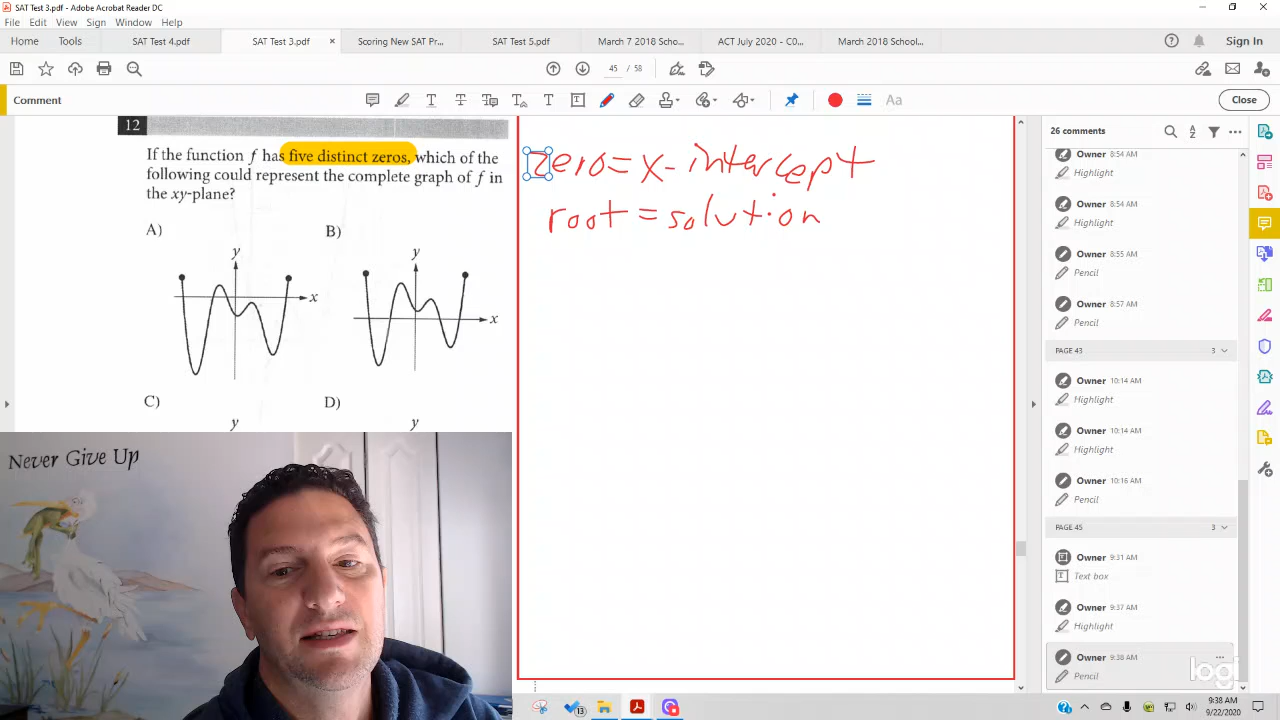 SAT Test 3.pdf - Adobe Acrobat Reader DC
File Edit View Sign Window Help
Home Tools SAT Test 4.pdf SAT Test 3.pdf × Scoring New SAT Pr... SAT Test 5.pdf March 7 2018 Scho... ACT July 2020 - C0... March 2018 School... Sign In
45 / 58
Comment Aa Close
12
If the function f has five distinct zeros, which of the
following could represent the complete graph of f in
the xy-plane?
A) B)
y y
x x
C) D)
y y
zero = x-intercept
root = solution
Never Give Up
26 comments
Owner 8:54 AM
Highlight
Owner 8:54 AM
Highlight
Owner 8:55 AM
Pencil
Owner 8:57 AM
Pencil
PAGE 43 3
Owner 10:14 AM
Highlight
Owner 10:14 AM
Highlight
Owner 10:16 AM
Pencil
PAGE 45 3
Owner 9:31 AM
Text box
Owner 9:37 AM
Highlight
Owner 9:38 AM
Pencil
logi
13
9:38 AM
9/22/2020